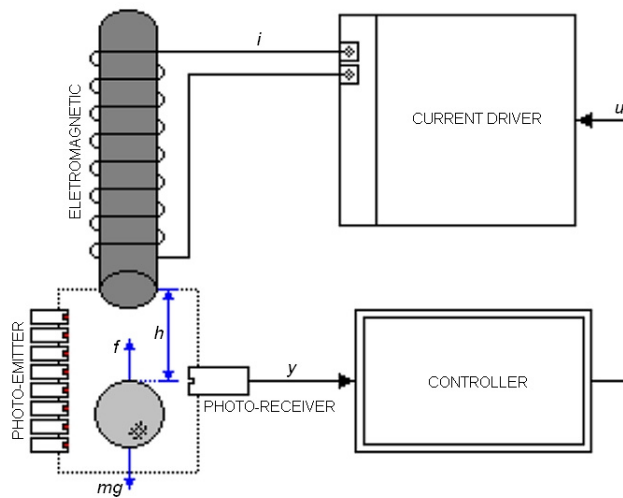 i
CURRENT DRIVER
u
ELETROMAGNETIC
h
f
PHOTO-EMITTER
y
CONTROLLER
PHOTO-RECEIVER
mg